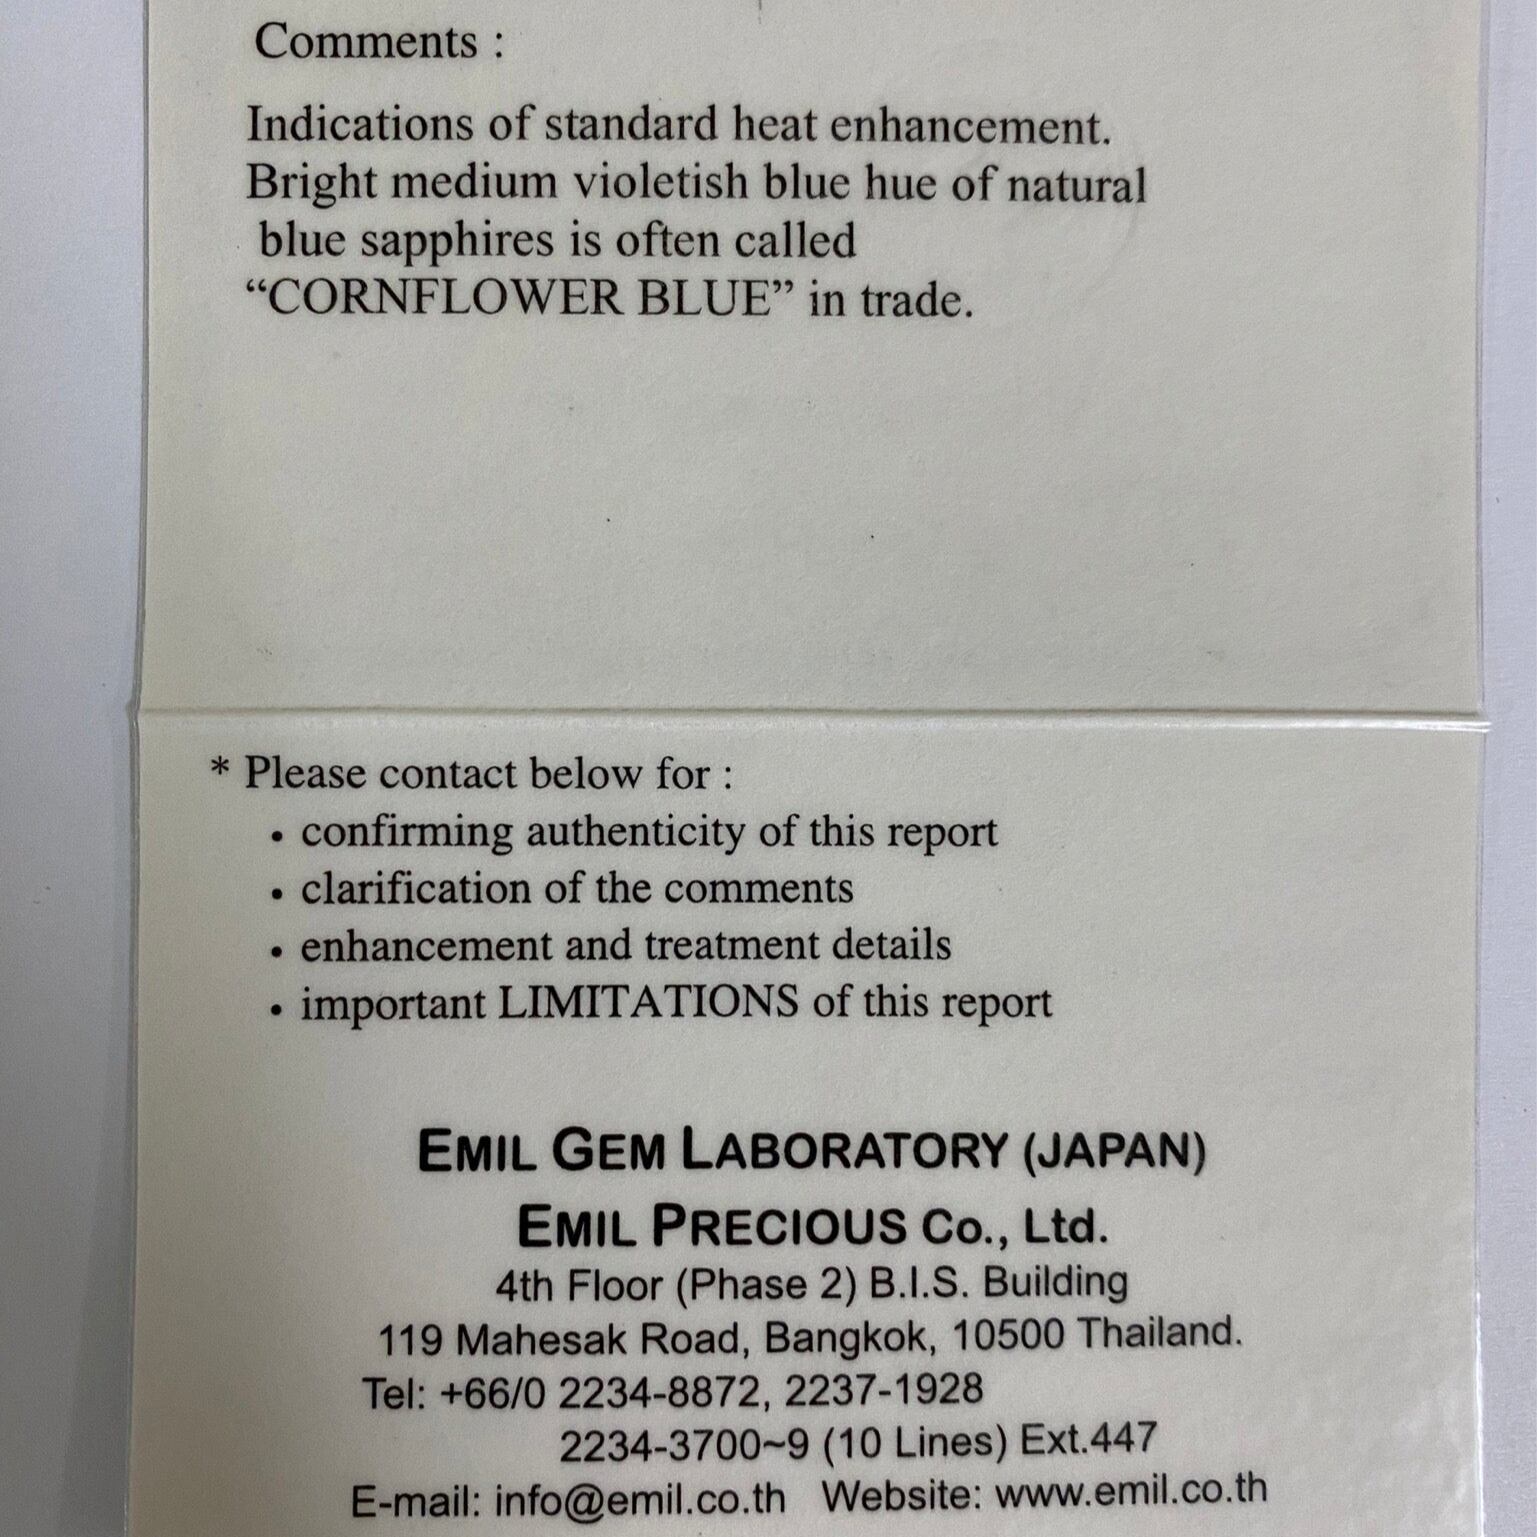 Comments :
Indications of standard heat enhancement.
Bright medium violetish blue hue of natural
blue sapphires is often called
“CORNFLOWER BLUE” in trade.
* Please contact below for :
• confirming authenticity of this report
• clarification of the comments
• enhancement and treatment details
• important LIMITATIONS of this report
EMIL GEM LABORATORY (JAPAN)
EMIL PRECIOUS Co., Ltd.
4th Floor (Phase 2) B.I.S. Building
119 Mahesak Road, Bangkok, 10500 Thailand.
Tel: +66/0 2234-8872, 2237-1928
2234-3700~9 (10 Lines) Ext.447
E-mail: info@emil.co.th Website: www.emil.co.th